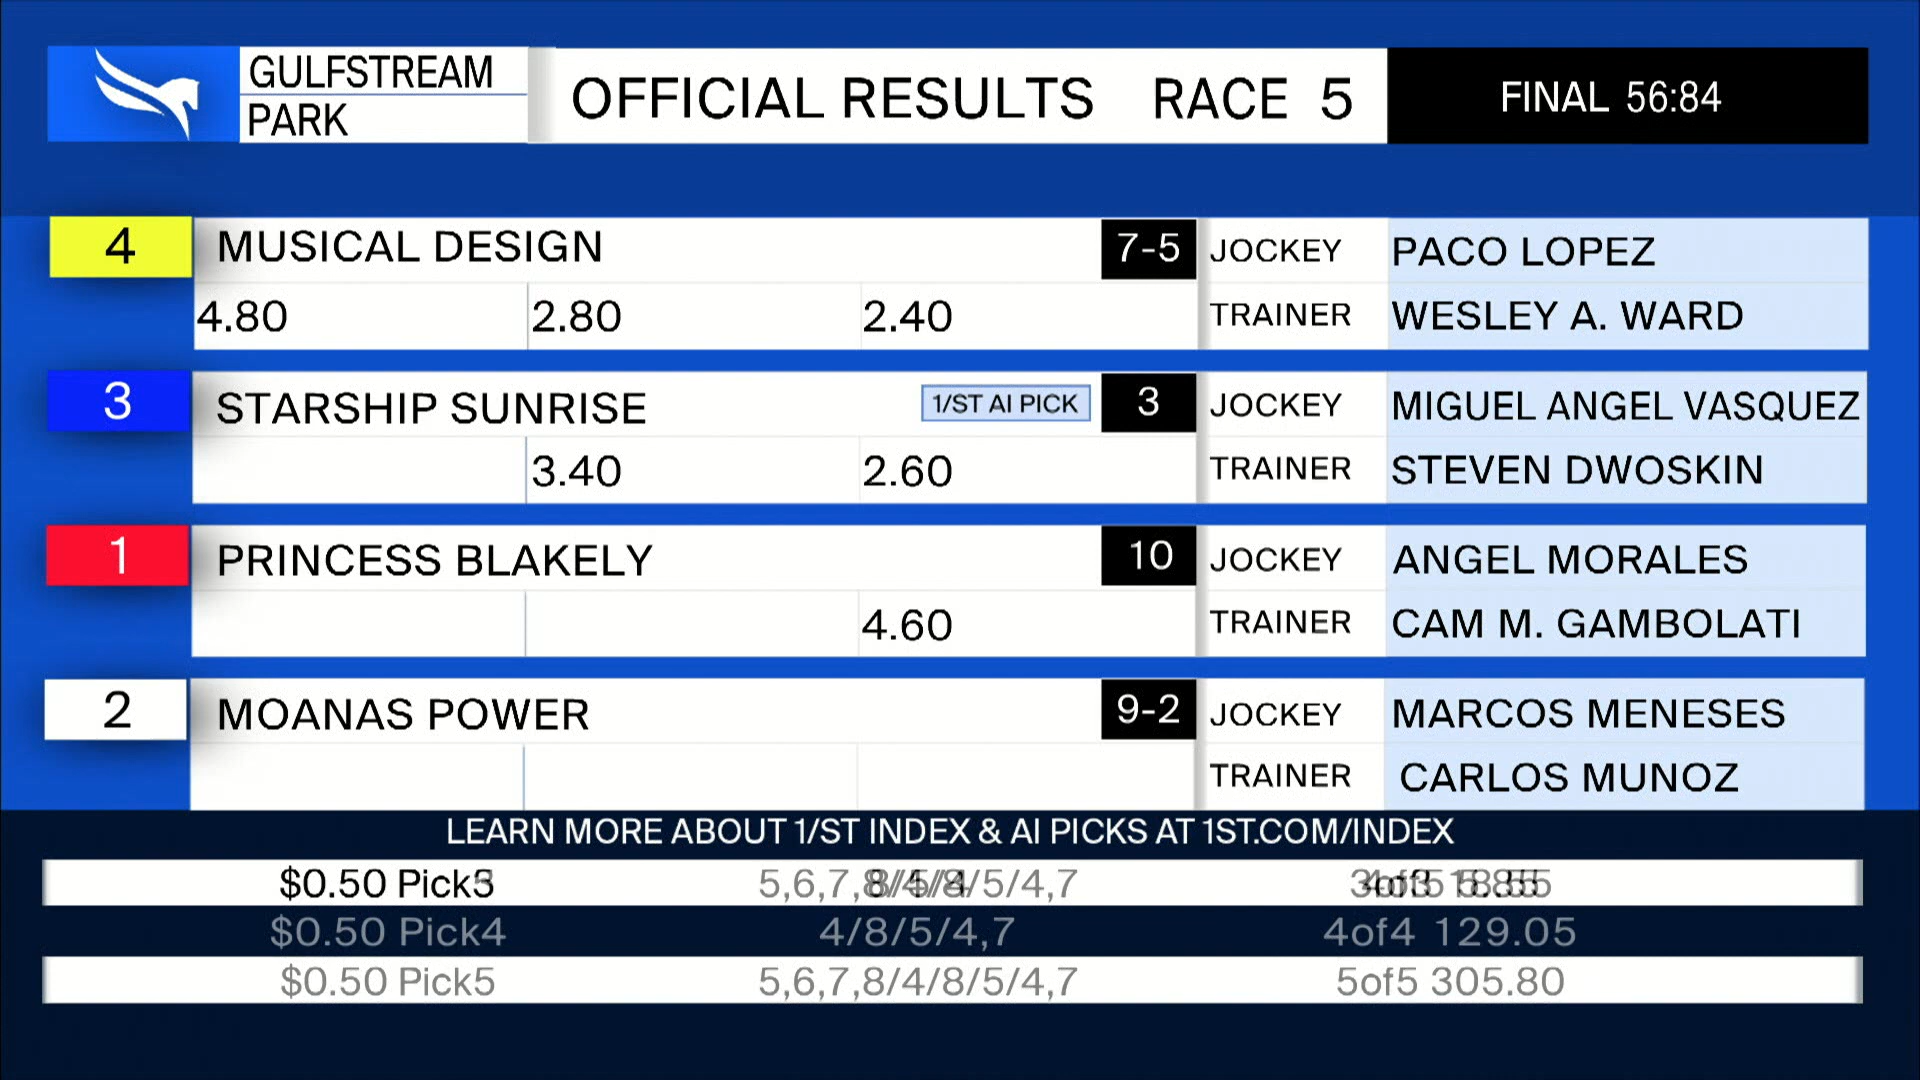 GULFSTREAM
PARK
OFFICIAL RESULTS RACE 5
FINAL 56:84
4 MUSICAL DESIGN 7-5 JOCKEY PACO LOPEZ
4.80 2.80 2.40 TRAINER WESLEY A. WARD
3 STARSHIP SUNRISE 1/ST AI PICK 3 JOCKEY MIGUEL ANGEL VASQUEZ
3.40 2.60 TRAINER STEVEN DWOSKIN
1 PRINCESS BLAKELY 10 JOCKEY ANGEL MORALES
4.60 TRAINER CAM M. GAMBOLATI
2 MOANAS POWER 9-2 JOCKEY MARCOS MENESES
TRAINER CARLOS MUNOZ
LEARN MORE ABOUT 1/ST INDEX & AI PICKS AT 1ST.COM/INDEX
$0.50
$0.50 Pick4 4/8/5/4,7 4of4 129.05
$0.50 Pick5 5,6,7,8/4/8/5/4,7 5of5 305.80